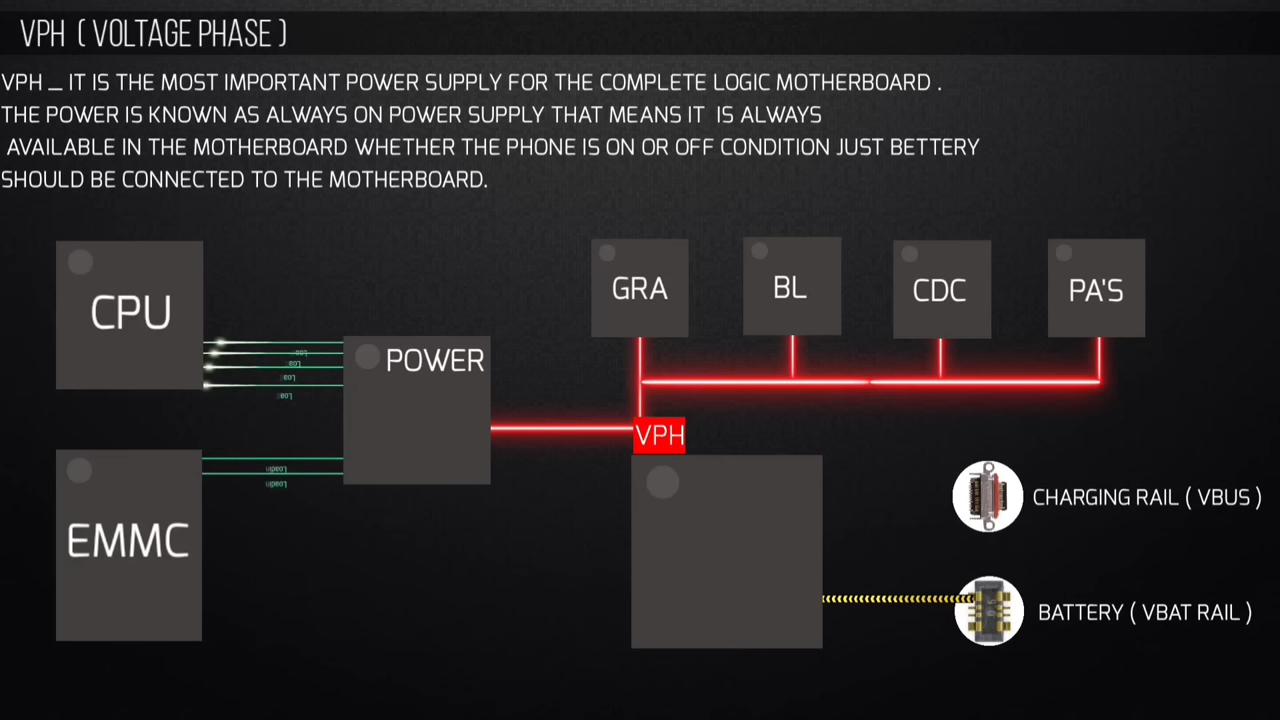 VPH ( VOLTAGE PHASE )
VPH _ IT IS THE MOST IMPORTANT POWER SUPPLY FOR THE COMPLETE LOGIC MOTHERBOARD .
THE POWER IS KNOWN AS ALWAYS ON POWER SUPPLY THAT MEANS IT IS ALWAYS
AVAILABLE IN THE MOTHERBOARD WHETHER THE PHONE IS ON OR OFF CONDITION JUST BETTERY
SHOULD BE CONNECTED TO THE MOTHERBOARD.
GRA
BL
CDC
PA'S
CPU
POWER
VPH
EMMC
Loadin
Loadin
CHARGING RAIL ( VBUS )
BATTERY ( VBAT RAIL )